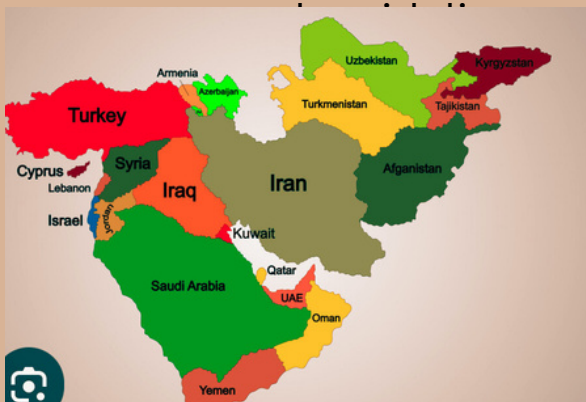 Uzbekistan
Kyrgyzstan
Armenia
Azerbaijan
Turkmenistan
Tajikistan
Turkey
Syria
Afganistan
Cyprus
Lebanon
Iraq
Iran
Israel
jordan
Kuwait
Qatar
Saudi Arabia
UAE
Oman
Yemen